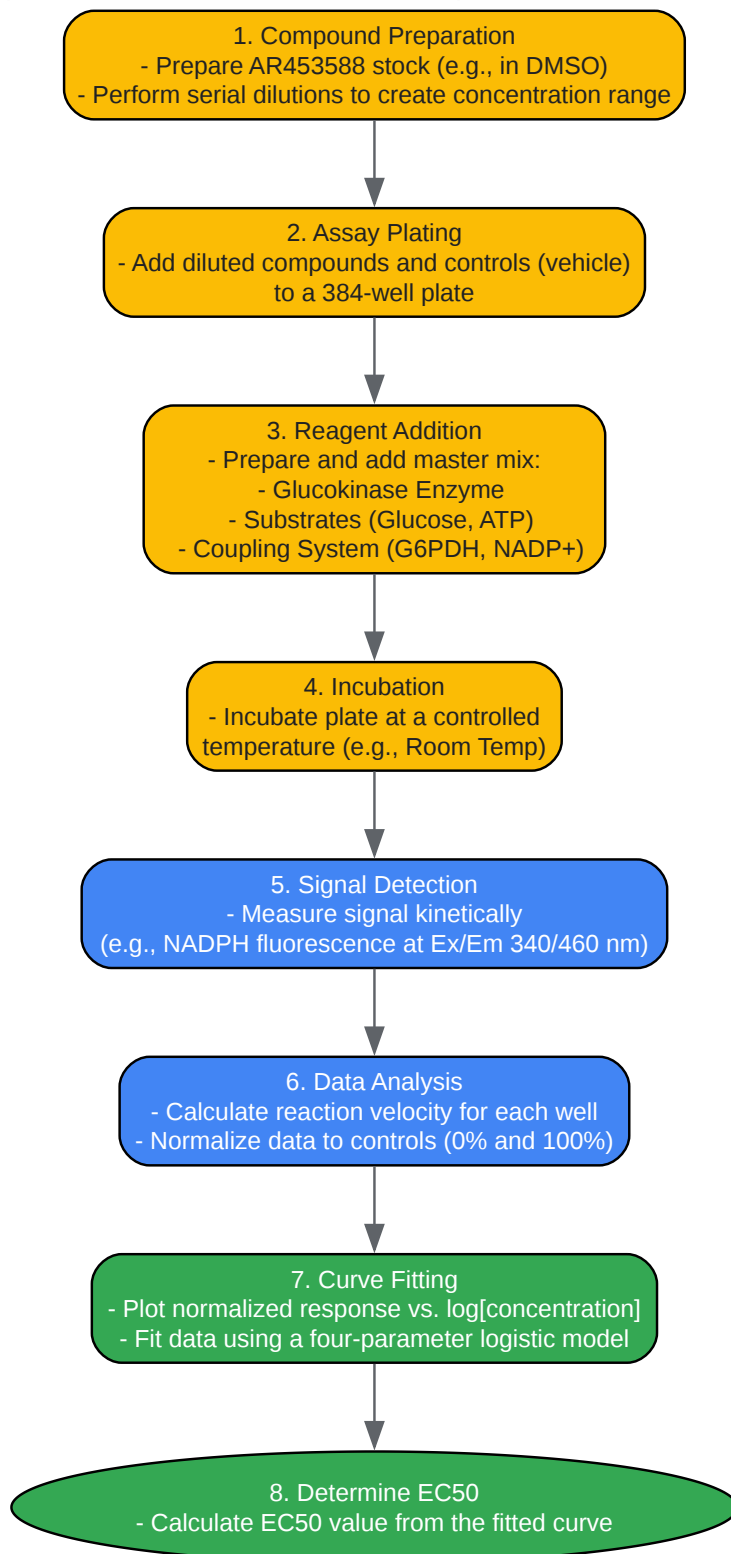 1. Compound Preparation
- Prepare AR453588 stock (e.g., in DMSO)
- Perform serial dilutions to create concentration range
2. Assay Plating
- Add diluted compounds and controls (vehicle)
to a 384-well plate
3. Reagent Addition
- Prepare and add master mix:
- Glucokinase Enzyme
- Substrates (Glucose, ATP)
- Coupling System (G6PDH, NADP+)
4. Incubation
- Incubate plate at a controlled
temperature (e.g., Room Temp)
5. Signal Detection
- Measure signal kinetically
(e.g., NADPH fluorescence at Ex/Em 340/460 nm)
6. Data Analysis
- Calculate reaction velocity for each well
- Normalize data to controls (0% and 100%)
7. Curve Fitting
- Plot normalized response vs. log[concentration]
- Fit data using a four-parameter logistic model
8. Determine EC50
- Calculate EC50 value from the fitted curve